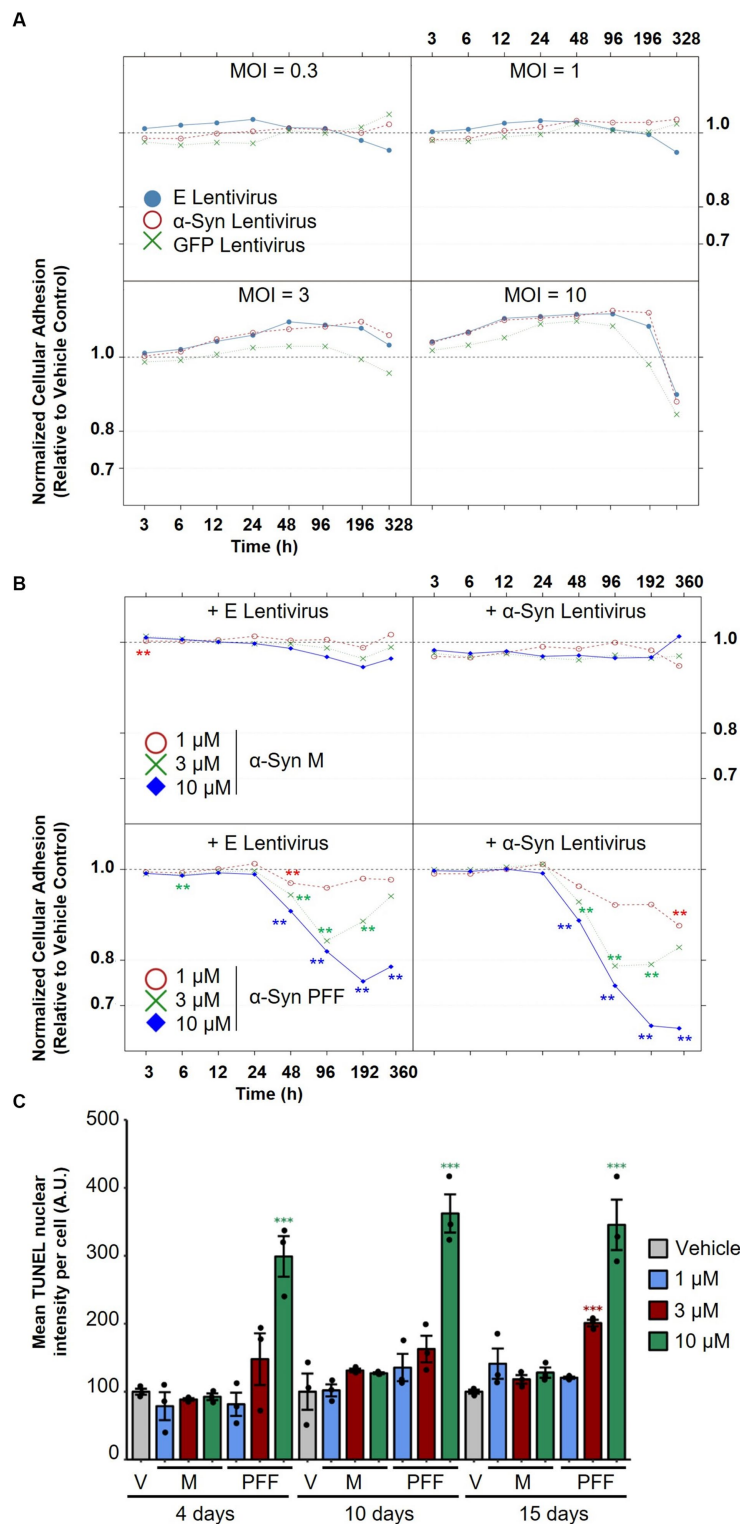 A
3 6 12 24 48 96 196 328
MOI = 0.3
MOI = 1
1.0
0.8
0.7
E Lentivirus
α-Syn Lentivirus
GFP Lentivirus
MOI = 3
MOI = 10
1.0
0.8
0.7
Normalized Cellular Adhesion
(Relative to Vehicle Control)
3 6 12 24 48 96 196 328
Time (h)
B
3 6 12 24 48 96 192 360
+ E Lentivirus
+ α-Syn Lentivirus
1.0
0.8
0.7
**
1 µM
3 µM
10 µM
α-Syn M
+ E Lentivirus
+ α-Syn Lentivirus
1.0
0.8
0.7
Normalized Cellular Adhesion
(Relative to Vehicle Control)
** ** ** ** ** ** ** ** **
** ** ** ** ** ** ** **
1 µM
3 µM
10 µM
α-Syn PFF
3 6 12 24 48 96 192 360
Time (h)
C
Mean TUNEL nuclear
intensity per cell (A.U.)
500
400
300
200
100
0
*** *** *** ***
Vehicle
1 µM
3 µM
10 µM
V M PFF V M PFF V M PFF
4 days 10 days 15 days